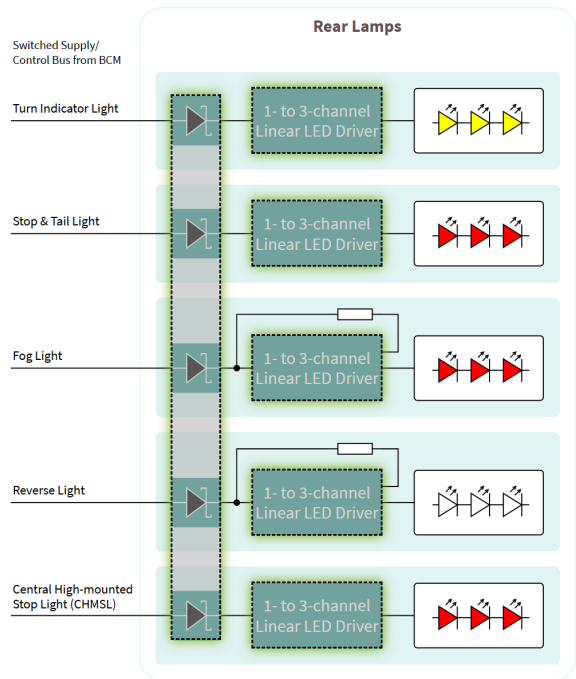 Rear Lamps
Switched Supply/
Control Bus from BCM
Turn Indicator Light
1- to 3-channel
Linear LED Driver
Stop & Tail Light
1- to 3-channel
Linear LED Driver
Fog Light
1- to 3-channel
Linear LED Driver
Reverse Light
1- to 3-channel
Linear LED Driver
Central High-mounted
Stop Light (CHMSL)
1- to 3-channel
Linear LED Driver